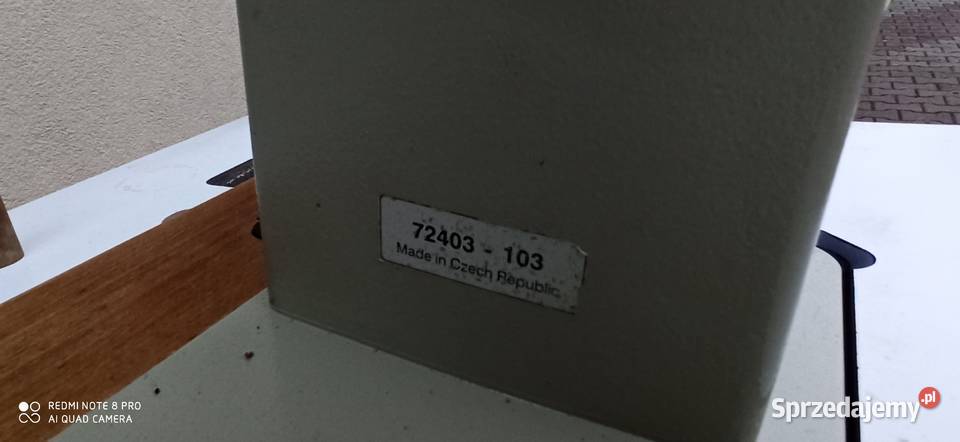 72403 - 103
Made in Czech Republic
REDMI NOTE 8 PRO
AI QUAD CAMERA
Sprzedajemy.pl